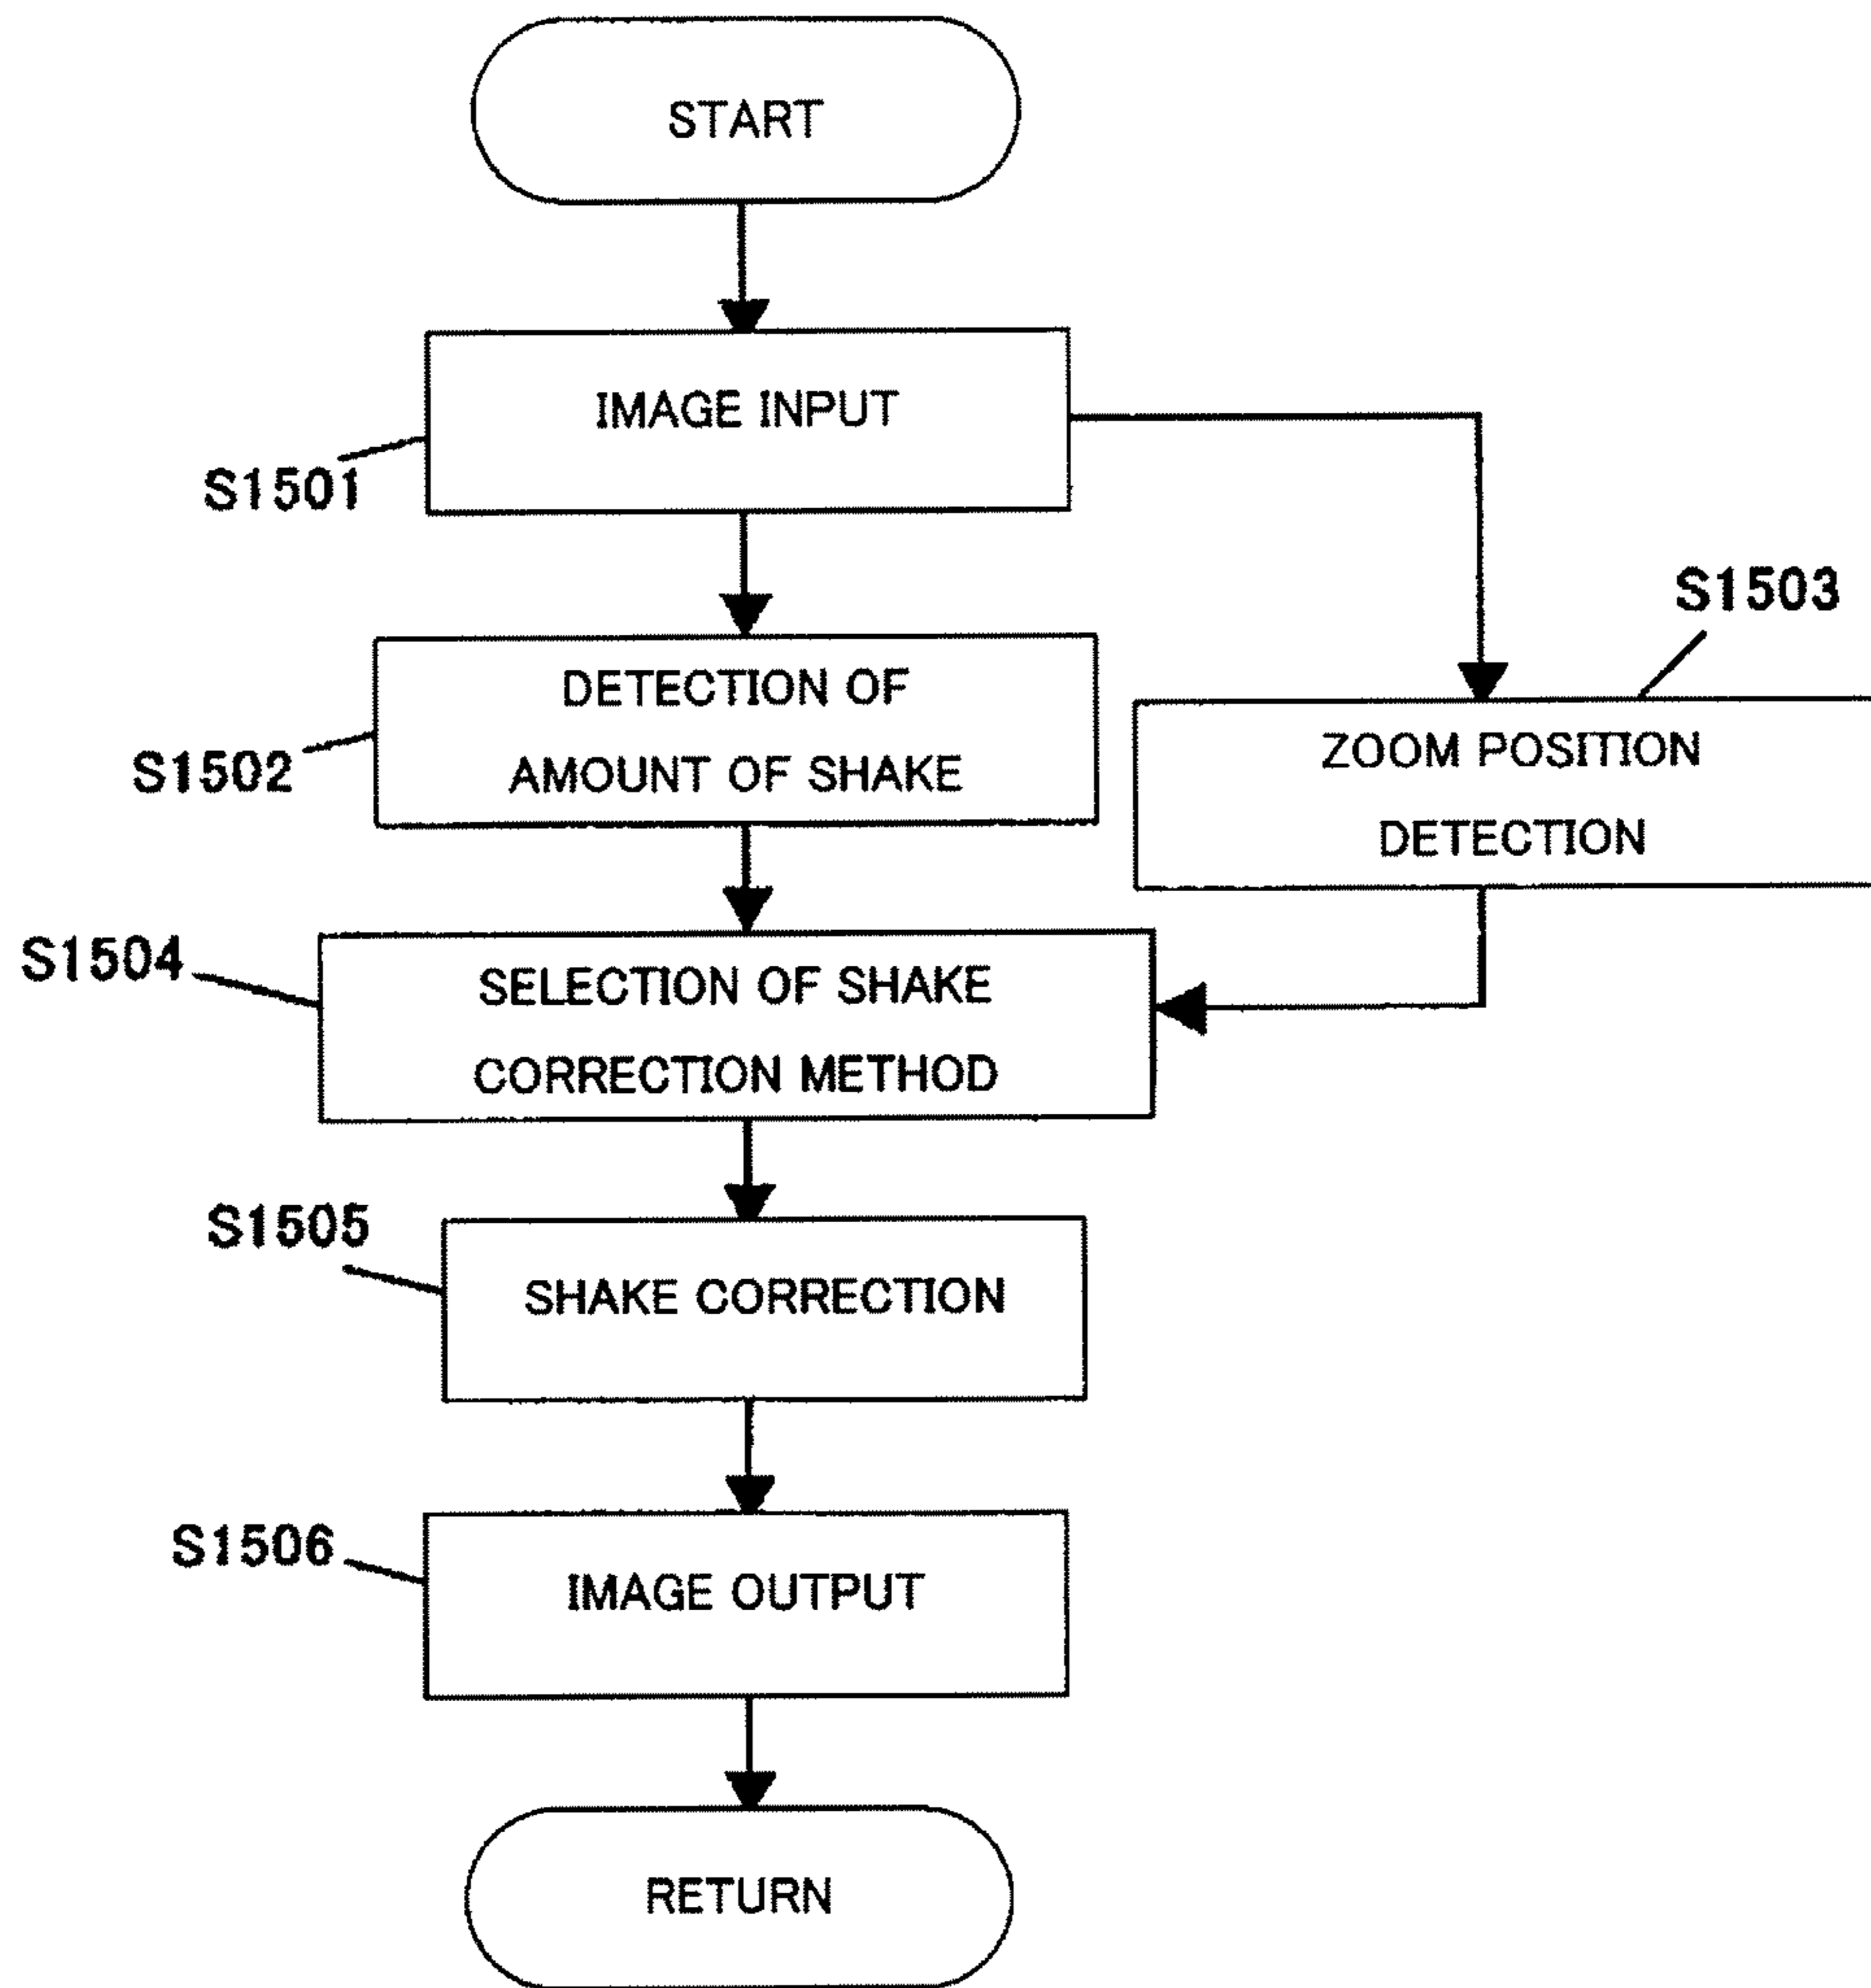 START
IMAGE INPUT
S1501
S1503
DETECTION OF
AMOUNT OF SHAKE
S1502
ZOOM POSITION
DETECTION
S1504
SELECTION OF SHAKE
CORRECTION METHOD
S1505
SHAKE CORRECTION
S1506
IMAGE OUTPUT
RETURN